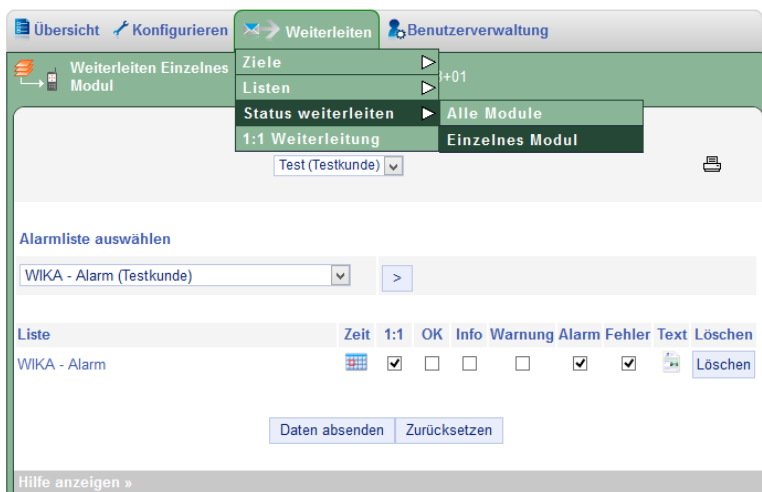 Übersicht Konfigurieren Weiterleiten Benutzerverwaltung
Weiterleiten Einzelnes
Modul
Ziele
+01
Listen
Status weiterleiten Alle Module
1:1 Weiterleitung Einzelnes Modul
Test (Testkunde)
Alarmliste auswählen
WIKA - Alarm (Testkunde) >
Liste Zeit 1:1 OK Info Warnung Alarm Fehler Text Löschen
WIKA - Alarm Löschen
Daten absenden Zurücksetzen
Hilfe anzeigen »